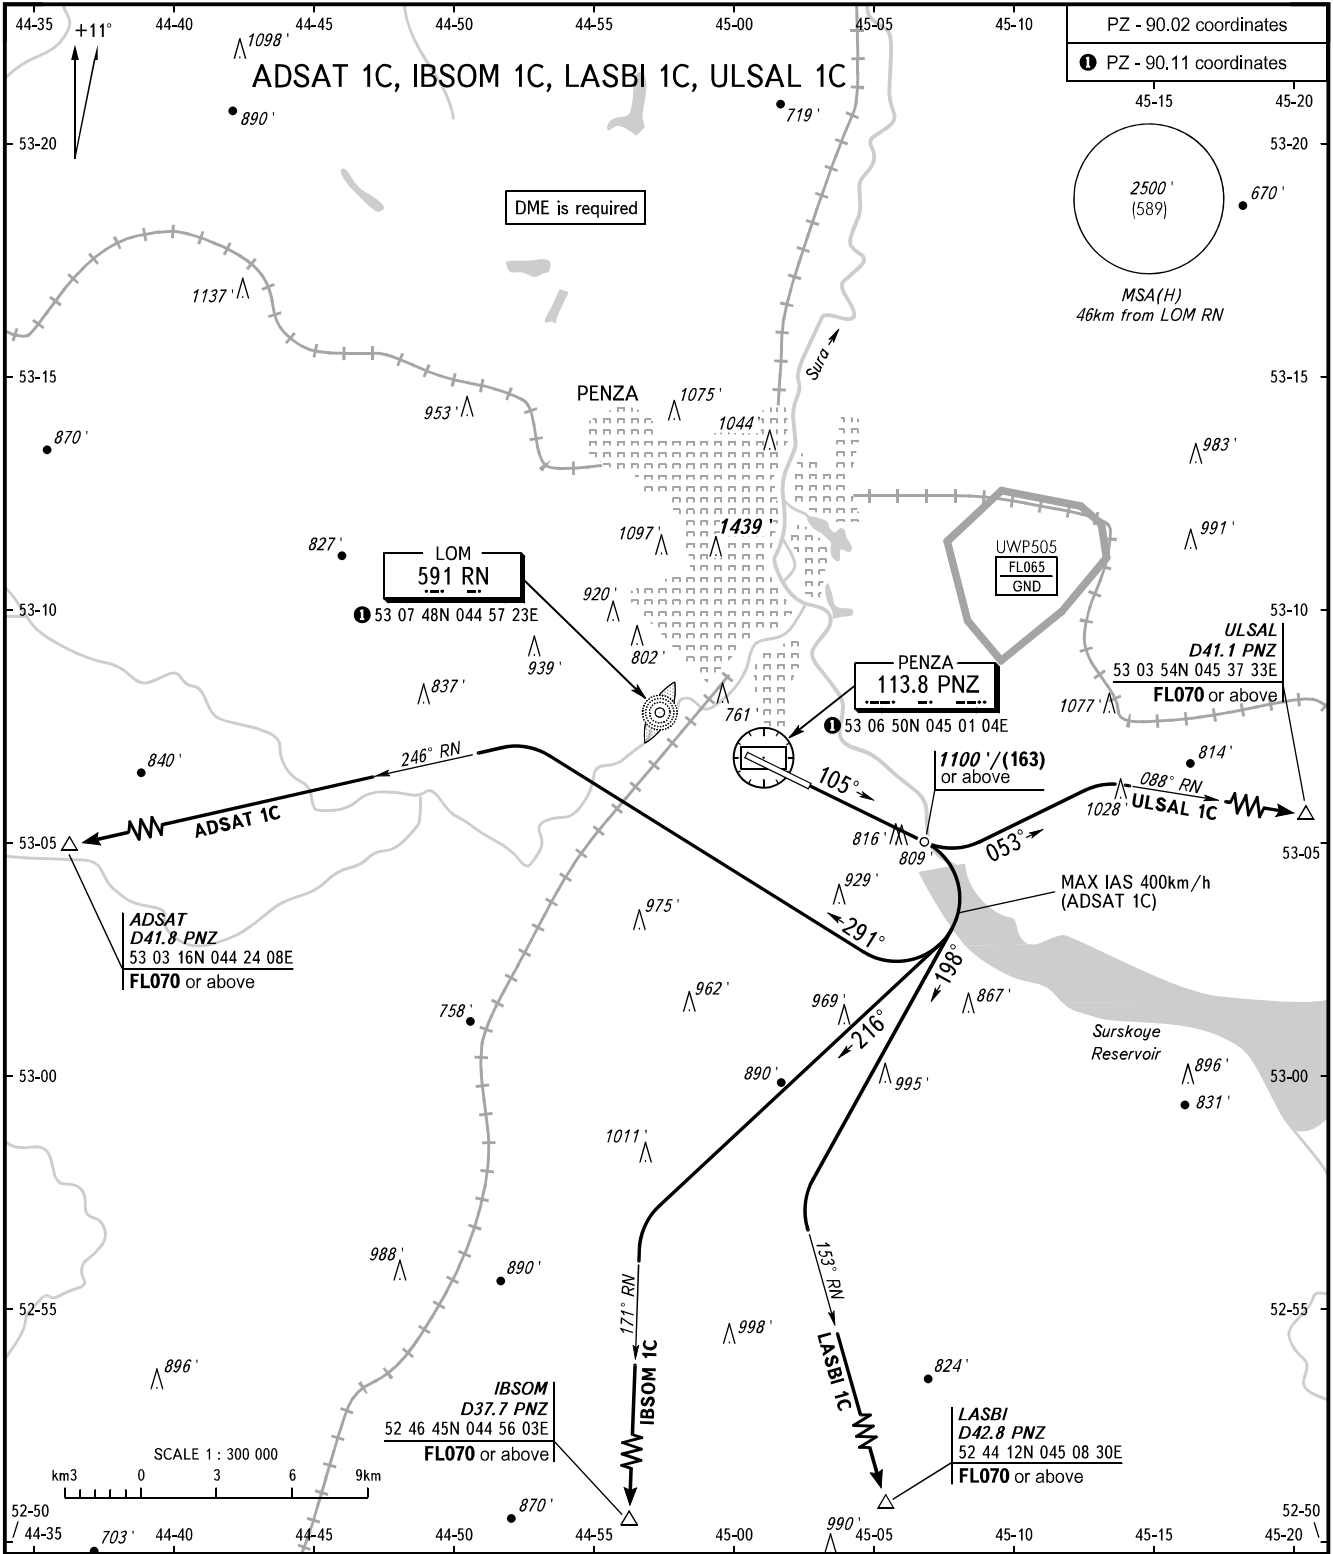 44-35 44-40 44-45 44-50 44-55 45-00 45-05 45-10
PZ - 90.02 coordinates
❶ PZ - 90.11 coordinates
45-15 45-20
+11°
1098'
ADSAT 1C, IBSOM 1C, LASBI 1C, ULSAL 1C
890'
719'
53-20
53-20
2500'
(589)
670'
DME is required
MSA(H)
46km from LOM RN
1137'
Sura
53-15
53-15
PENZA
953'
1075'
1044'
870'
983'
1439'
1097'
827'
991'
UWP505
FL065
GND
LOM
591 RN
❶ 53 07 48N 044 57 23E
53-10
53-10
920'
802'
939'
837'
761'
ULSAL
D41.1 PNZ
53 03 54N 045 37 33E
FL070 or above
PENZA
113.8 PNZ
❶ 53 06 50N 045 01 04E
1077'
814'
840'
246° RN
1100'/(163)
or above
105°
088° RN
ULSAL 1C
1028'
ADSAT 1C
816'
809'
053°
53-05
53-05
MAX IAS 400km/h
(ADSAT 1C)
929'
975'
291°
198°
ADSAT
D41.8 PNZ
53 03 16N 044 24 08E
FL070 or above
962'
969'
867'
758'
216°
Surskoye
Reservoir
53-00
53-00
890'
995'
896'
831'
1011'
988'
890'
171° RN
153° RN
52-55
52-55
998'
896'
824'
IBSOM 1C
LASBI 1C
IBSOM
D37.7 PNZ
52 46 45N 044 56 03E
FL070 or above
LASBI
D42.8 PNZ
52 44 12N 045 08 30E
FL070 or above
SCALE 1 : 300 000
km3 0 3 6 9km
870'
990'
703'
52-50
52-50
44-35 44-40 44-45 44-50 44-55 45-00 45-05 45-10 45-15 45-20